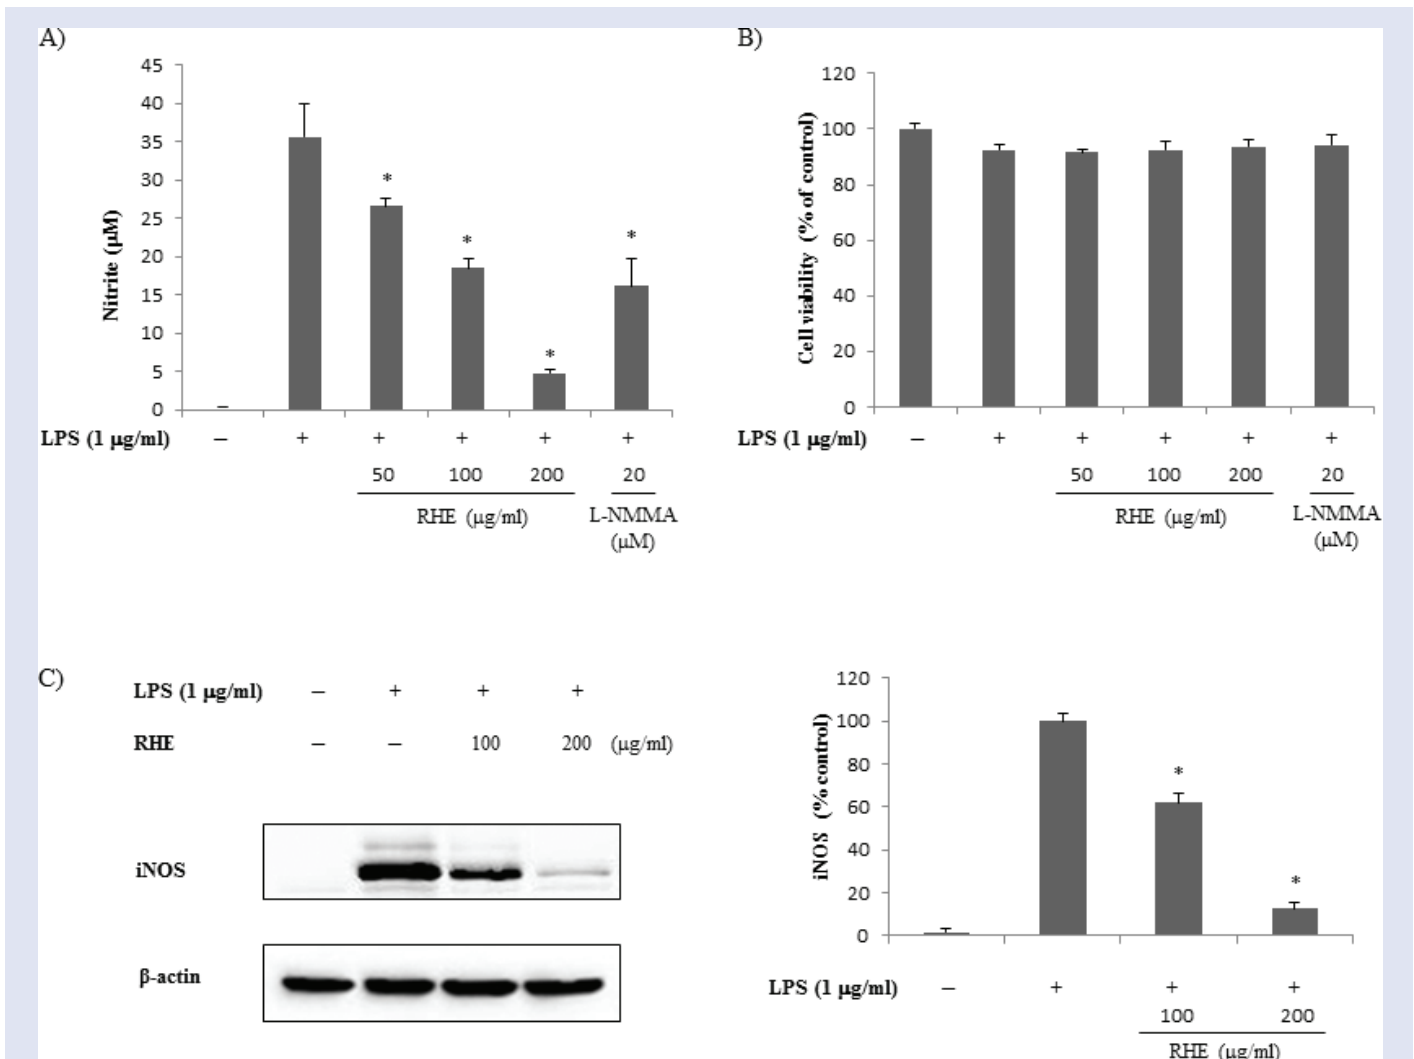 A)
45
40
35
30
25
20
15
10
5
0
Nitrite (μM)
*
*
*
*
LPS (1 μg/ml) – + + + + +
50 100 200 20
RHE (μg/ml) L-NMMA
(μM)
B)
120
100
80
60
40
20
0
Cell viability (% of control)
LPS (1 μg/ml) – + + + + +
50 100 200 20
RHE (μg/ml) L-NMMA
(μM)
C)
LPS (1 μg/ml) – + + +
RHE – – 100 200 (μg/ml)
iNOS
β-actin
120
100
80
60
40
20
0
iNOS (% control)
*
*
LPS (1 μg/ml) – + + +
100 200
RHE (μg/ml)